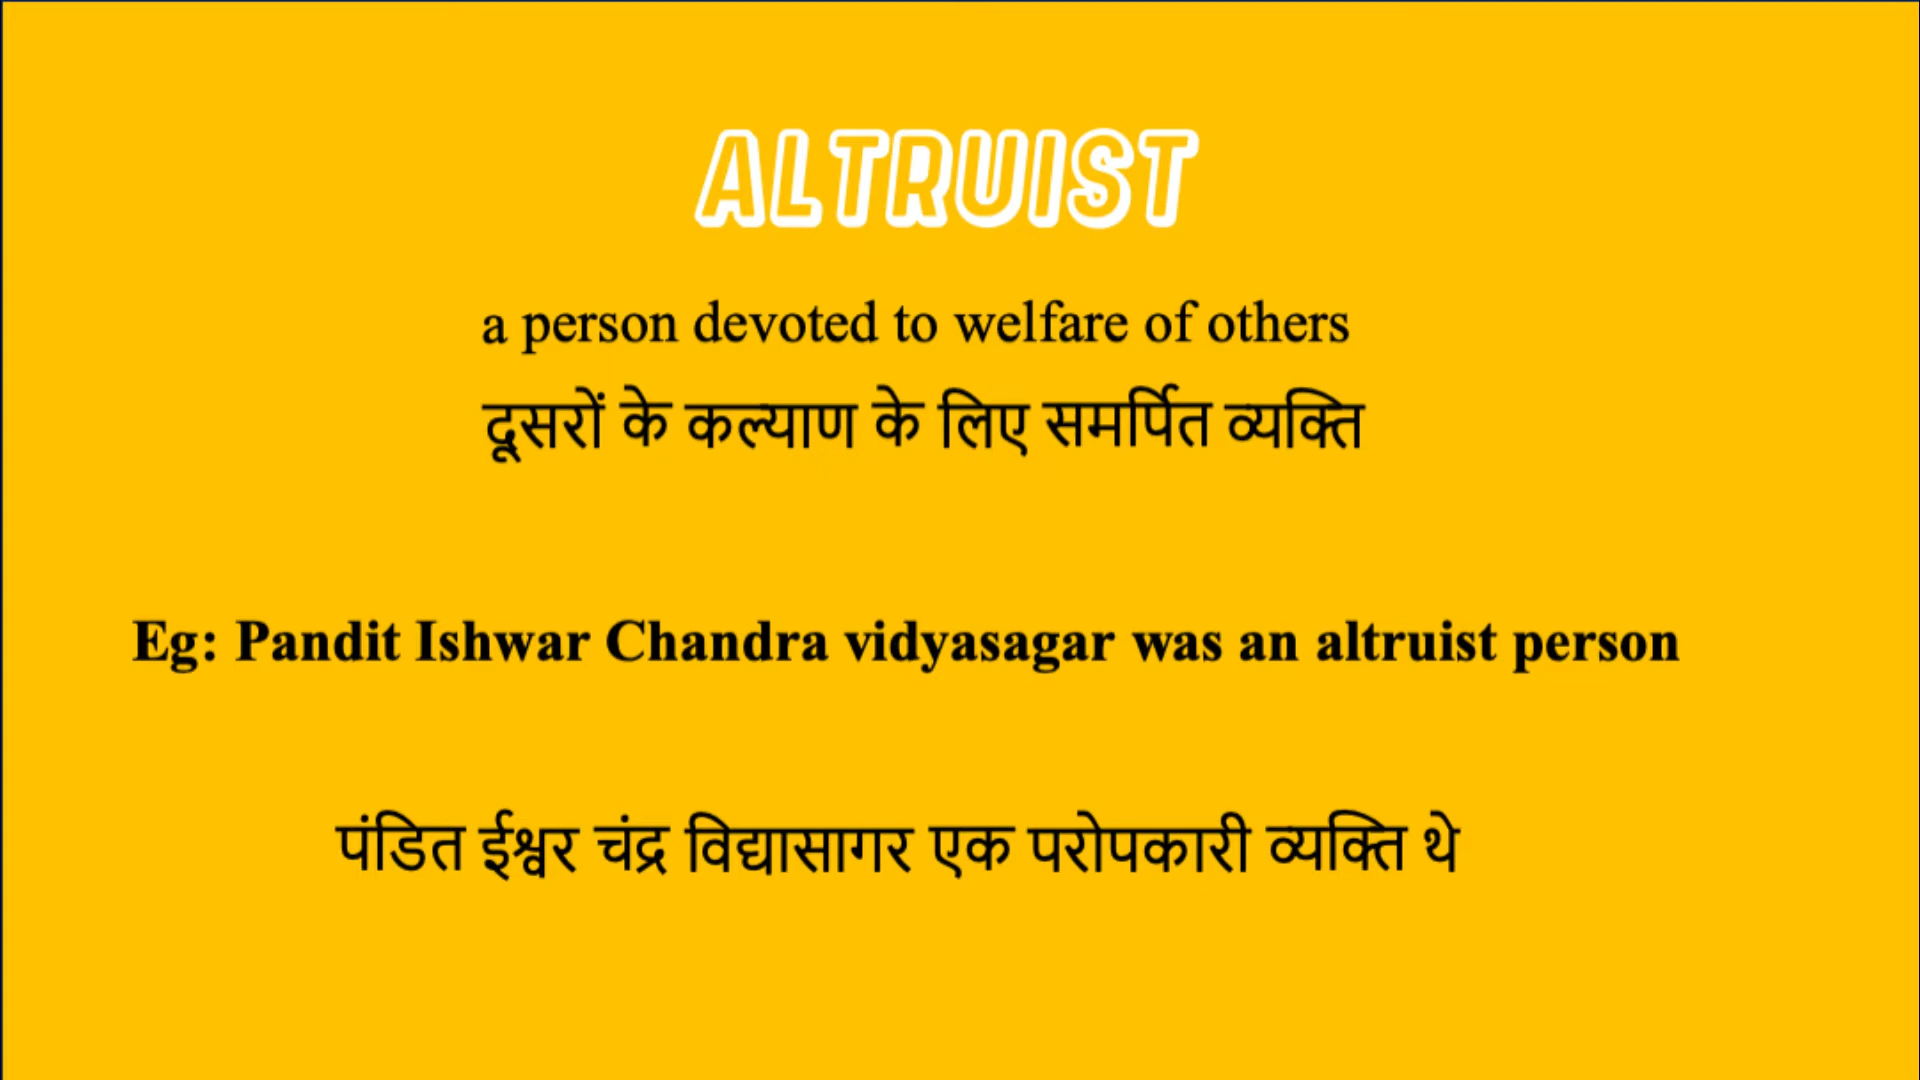 ALTRUIST
a person devoted to welfare of others
दूसरों के कल्याण के लिए समर्पित व्यक्ति
Eg: Pandit Ishwar Chandra vidyasagar was an altruist person
पंडित ईश्वर चंद्र विद्यासागर एक परोपकारी व्यक्ति थे